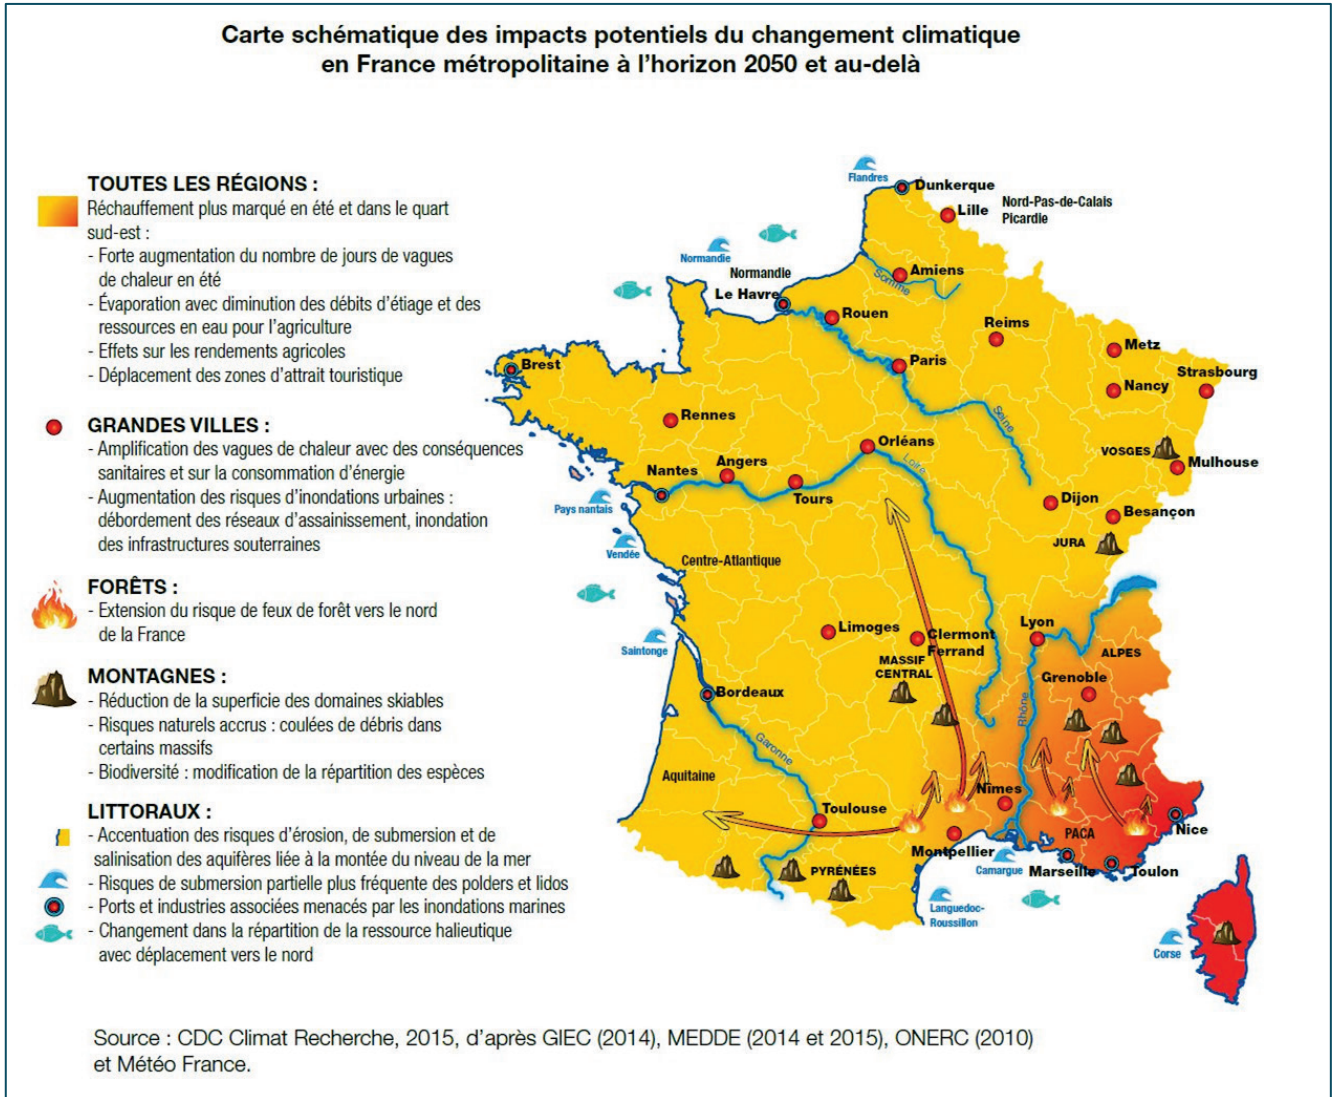 Carte schématique des impacts potentiels du changement climatique
en France métropolitaine à l'horizon 2050 et au-delà
TOUTES LES RÉGIONS :
Réchauffement plus marqué en été et dans le quart
sud-est :
- Forte augmentation du nombre de jours de vagues
de chaleur en été
- Évaporation avec diminution des débits d'étiage et des
ressources en eau pour l'agriculture
- Effets sur les rendements agricoles
- Déplacement des zones d'attrait touristique
GRANDES VILLES :
- Amplification des vagues de chaleur avec des conséquences
sanitaires et sur la consommation d'énergie
- Augmentation des risques d'inondations urbaines :
débordement des réseaux d'assainissement, inondation
des infrastructures souterraines
FORÊTS :
- Extension du risque de feux de forêt vers le nord
de la France
MONTAGNES :
- Réduction de la superficie des domaines skiables
- Risques naturels accrus : coulées de débris dans
certains massifs
- Biodiversité : modification de la répartition des espèces
LITTORAUX :
- Accentuation des risques d'érosion, de submersion et de
salinisation des aquifères liée à la montée du niveau de la mer
- Risques de submersion partielle plus fréquente des polders et lidos
- Ports et industries associées menacés par les inondations marines
- Changement dans la répartition de la ressource halieutique
avec déplacement vers le nord
Flandres
Dunkerque
Nord-Pas-de-Calais
Picardie
Lille
Normandie
Normandie
Le Havre
Amiens
Somme
Rouen
Reims
Metz
Paris
Nancy
Strasbourg
Brest
Rennes
Seine
Orléans
Loire
VOSGES
Mulhouse
Nantes
Angers
Tours
Pays nantais
Dijon
Besançon
Vendée
JURA
Centre-Atlantique
Saintonge
Limoges
Clermont
Ferrand
Lyon
MASSIF
CENTRAL
ALPES
Grenoble
Bordeaux
Rhône
Garonne
Aquitaine
Nîmes
Toulouse
PACA
Nice
Montpellier
Camargue
Marseille
Toulon
PYRÉNÉES
Languedoc-
Roussillon
Corse
Source : CDC Climat Recherche, 2015, d'après GIEC (2014), MEDDE (2014 et 2015), ONERC (2010)
et Météo France.